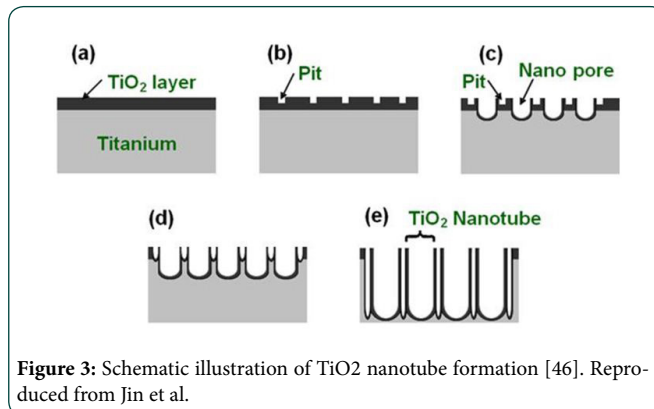 (a)
TiO₂ layer
Titanium
(b)
Pit
(c)
Pit
Nano pore
(d)
(e)
TiO₂ Nanotube
Figure 3: Schematic illustration of TiO2 nanotube formation [46]. Repro-
duced from Jin et al.